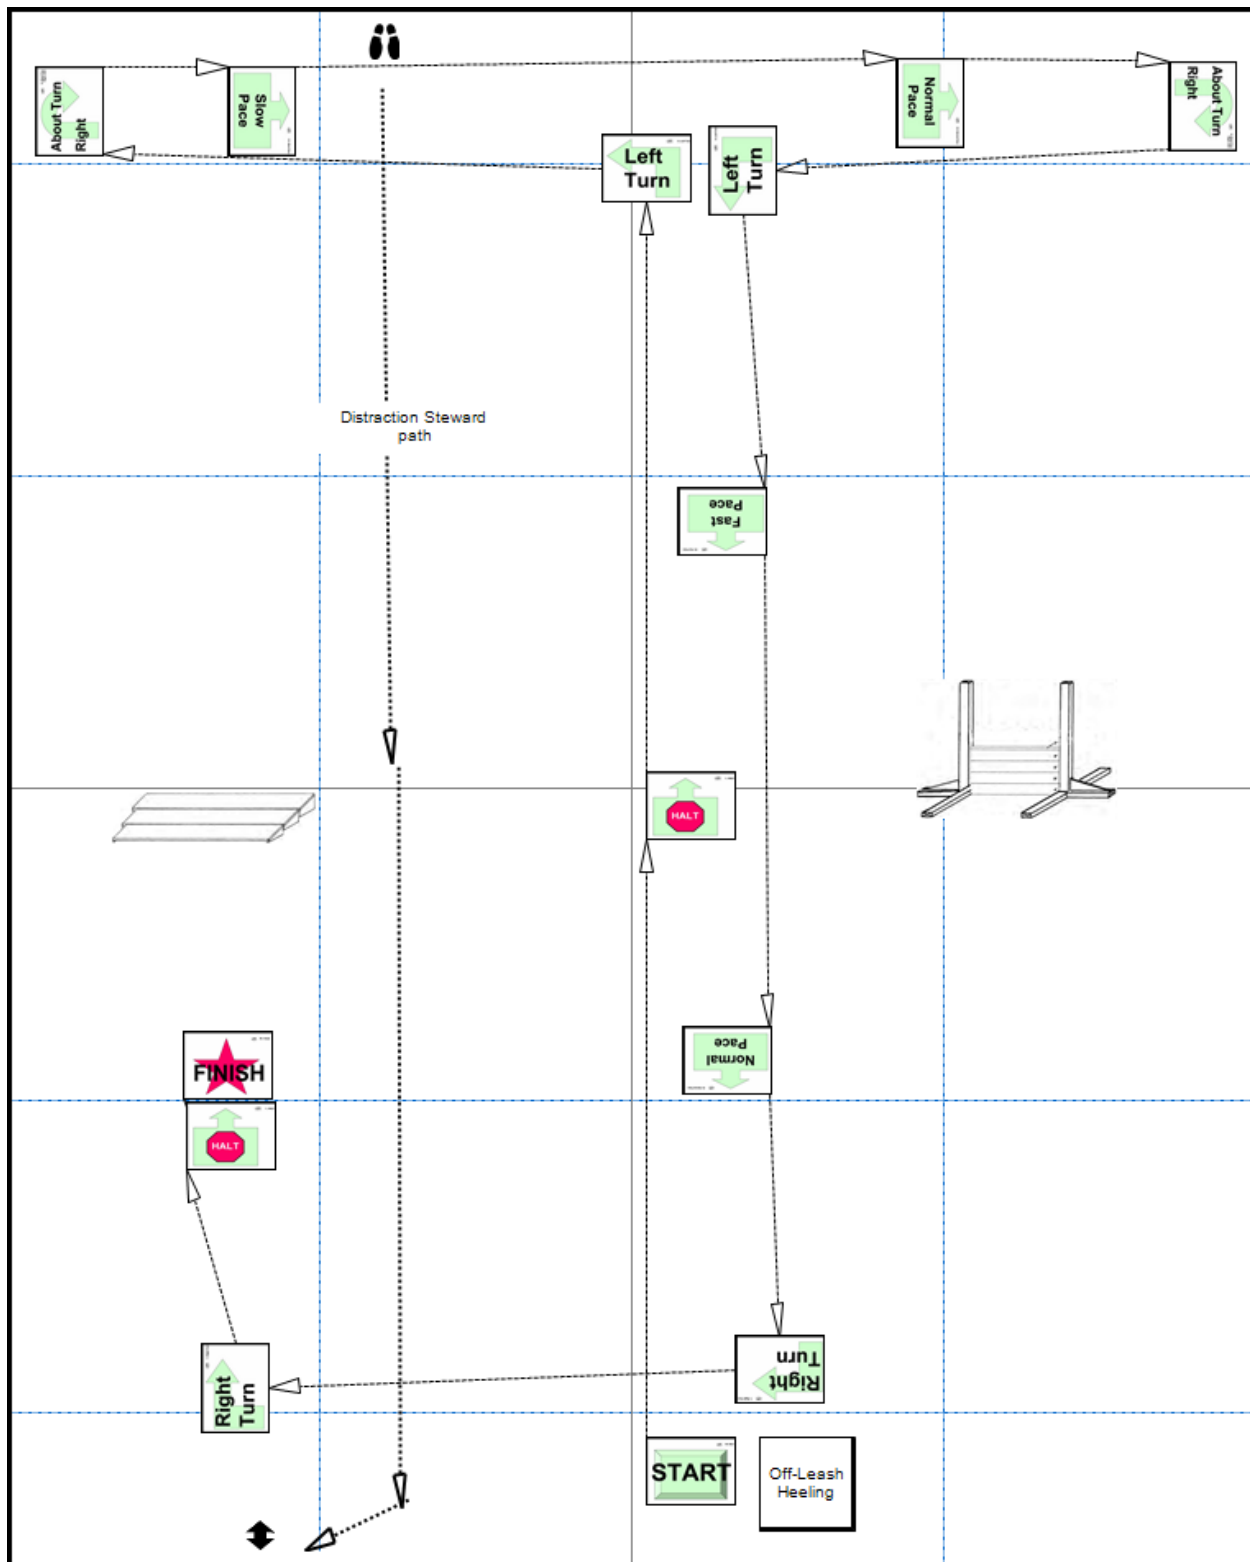 About Turn
Right
Slow
Pace
Normal
Pace
About Turn
Right
Left
Turn
Left
Turn
Distraction Steward
path
Fast
Pace
HALT
Normal
Pace
FINISH
HALT
Right
Turn
Right
Turn
START
Off-Leash
Heeling